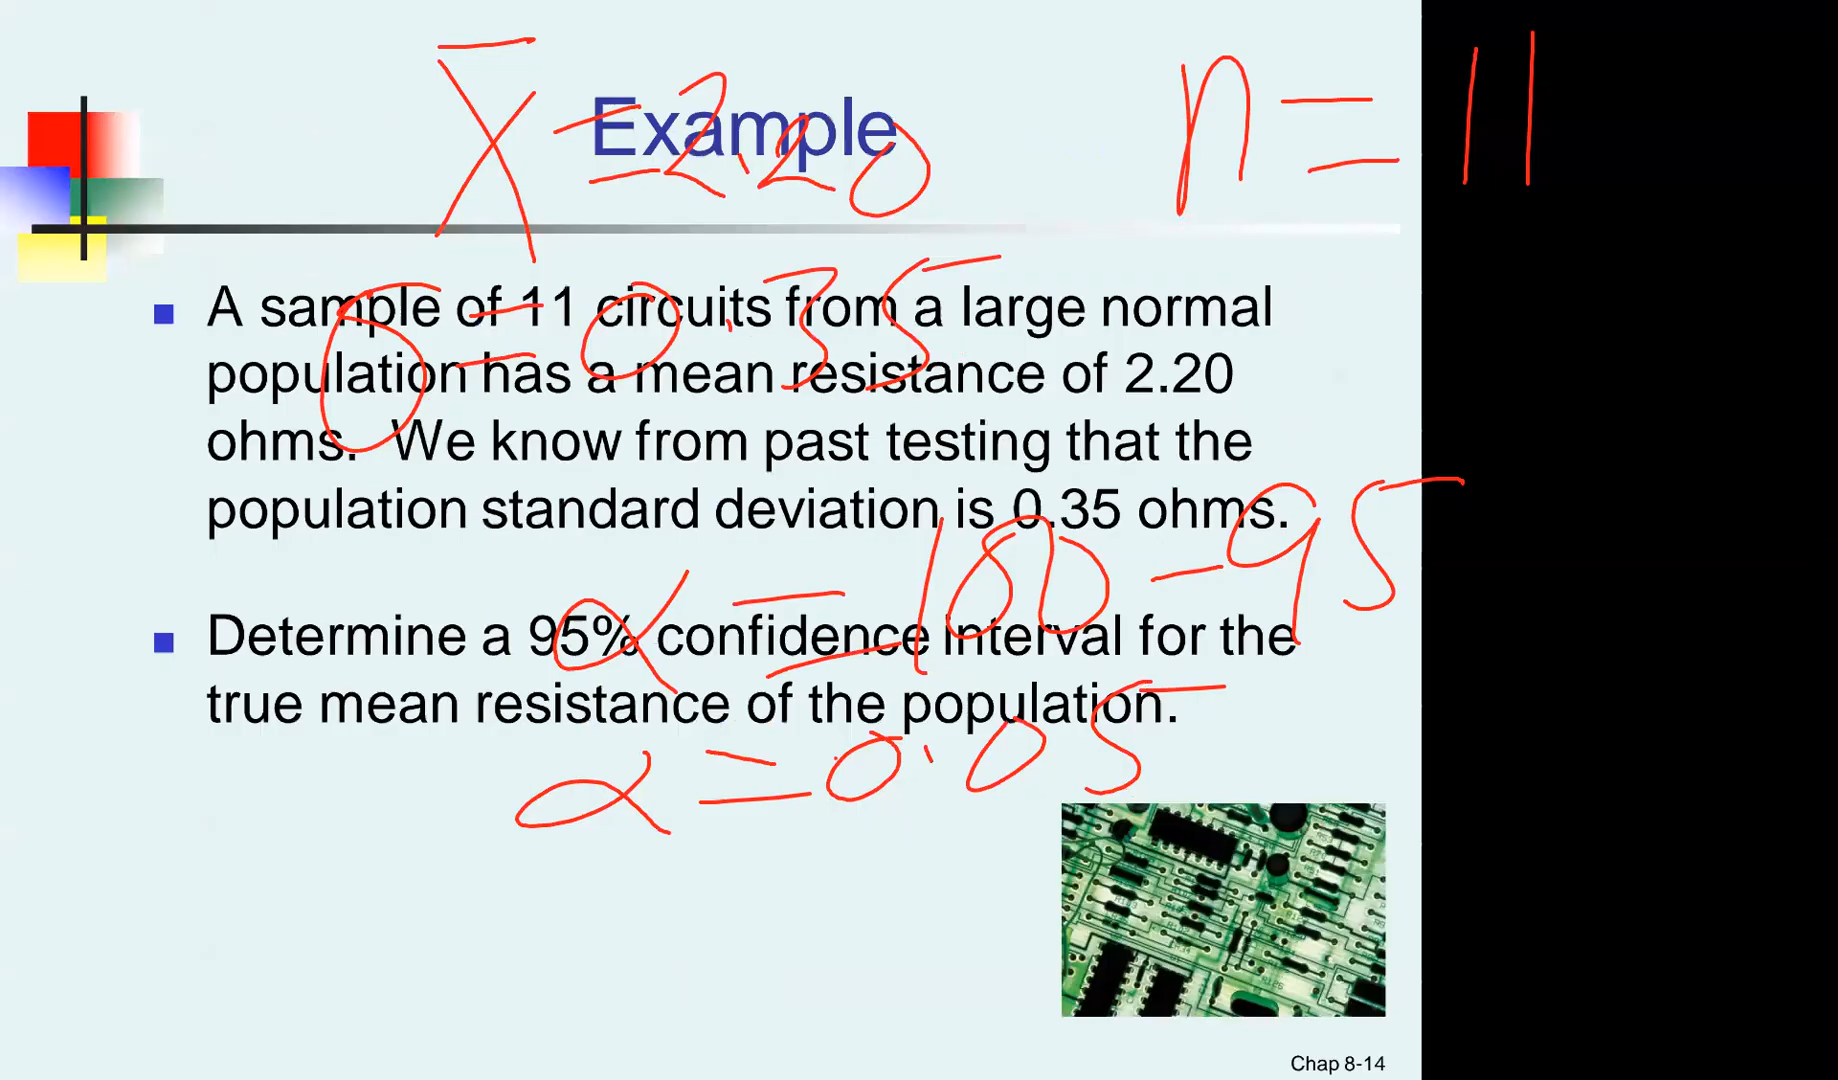 X̄ = 2.20
n = 11
Example
σ = 0.35
A sample of 11 circuits from a large normal
population has a mean resistance of 2.20
ohms. We know from past testing that the
population standard deviation is 0.35 ohms.
α = 100 - 95
Determine a 95% confidence interval for the
true mean resistance of the population.
α = 0.05
Chap 8-14